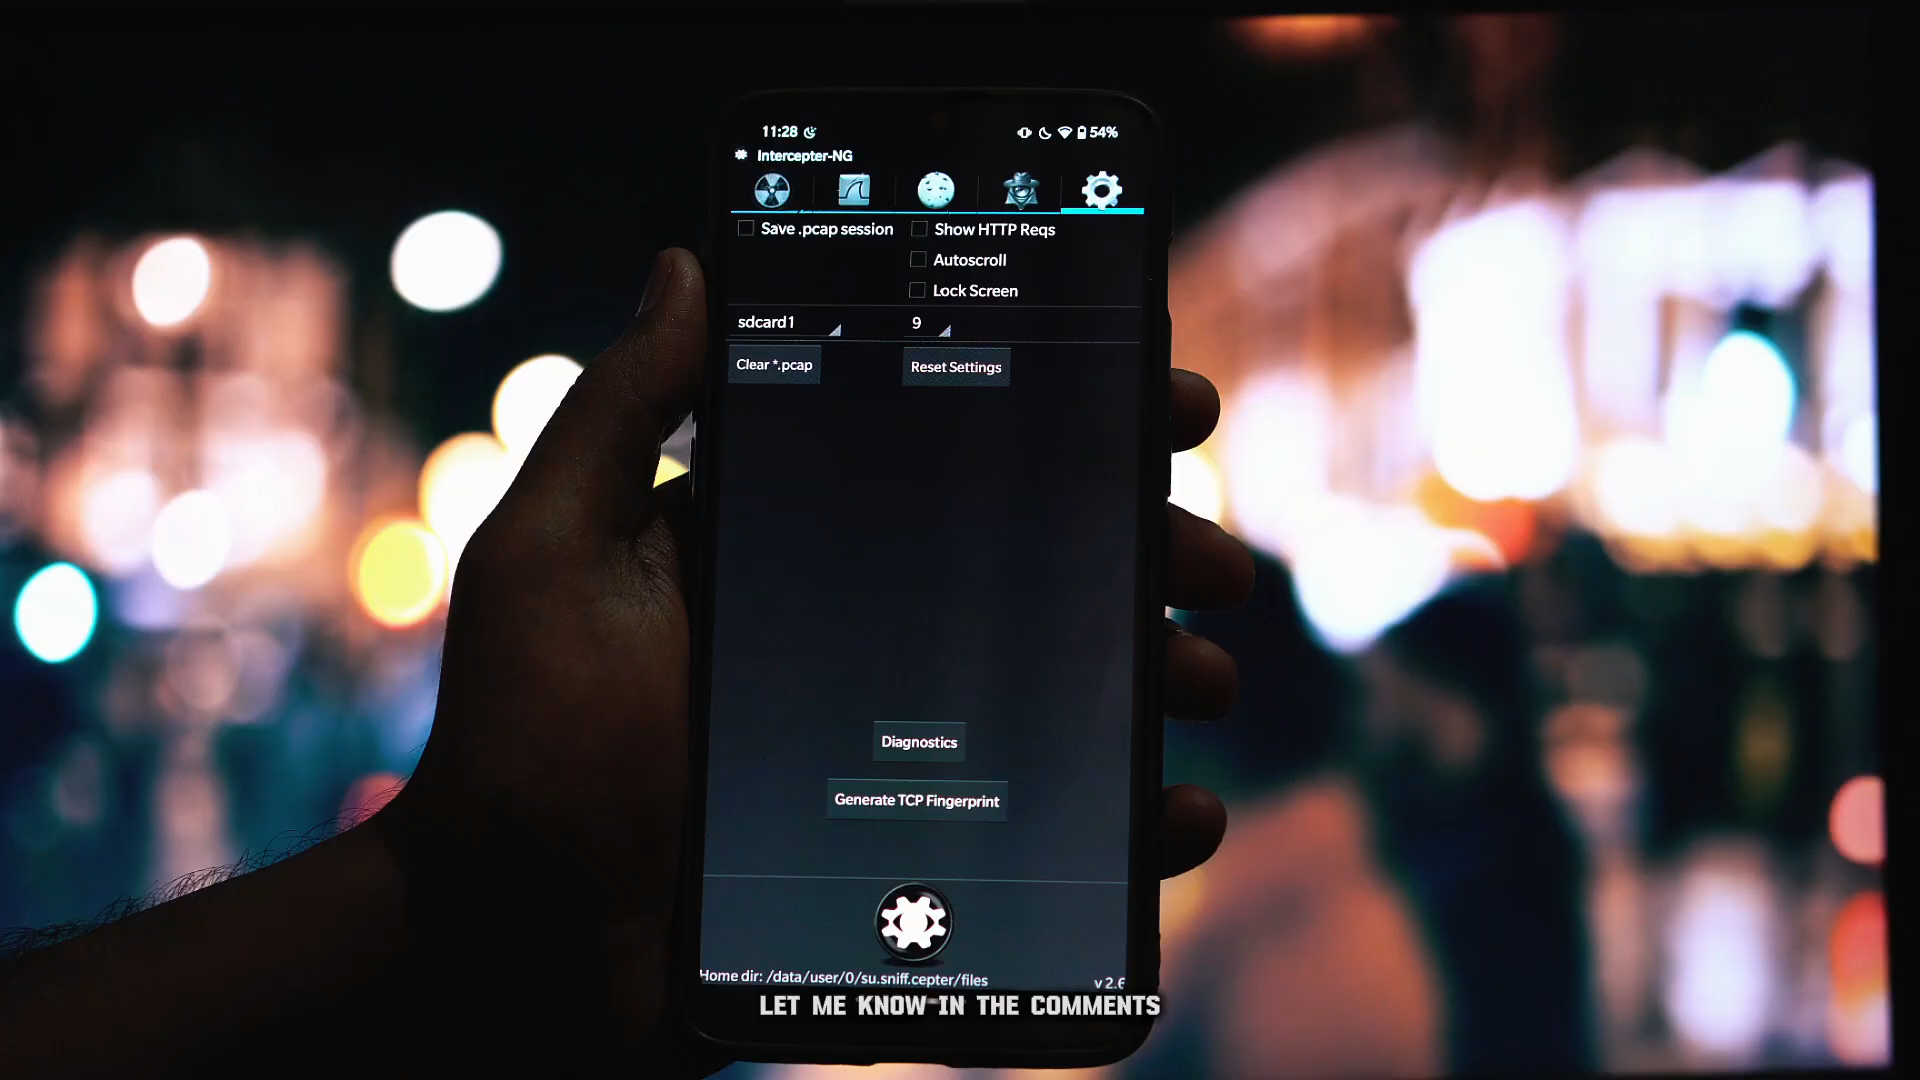 11:28 54%
Intercepter-NG
Save .pcap session Show HTTP Reqs
Autoscroll
Lock Screen
sdcard1 9
Clear *.pcap Reset Settings
Diagnostics
Generate TCP Fingerprint
Home dir: /data/user/0/su.sniff.cepter/files v 2.6
LET ME KNOW IN THE COMMENTS